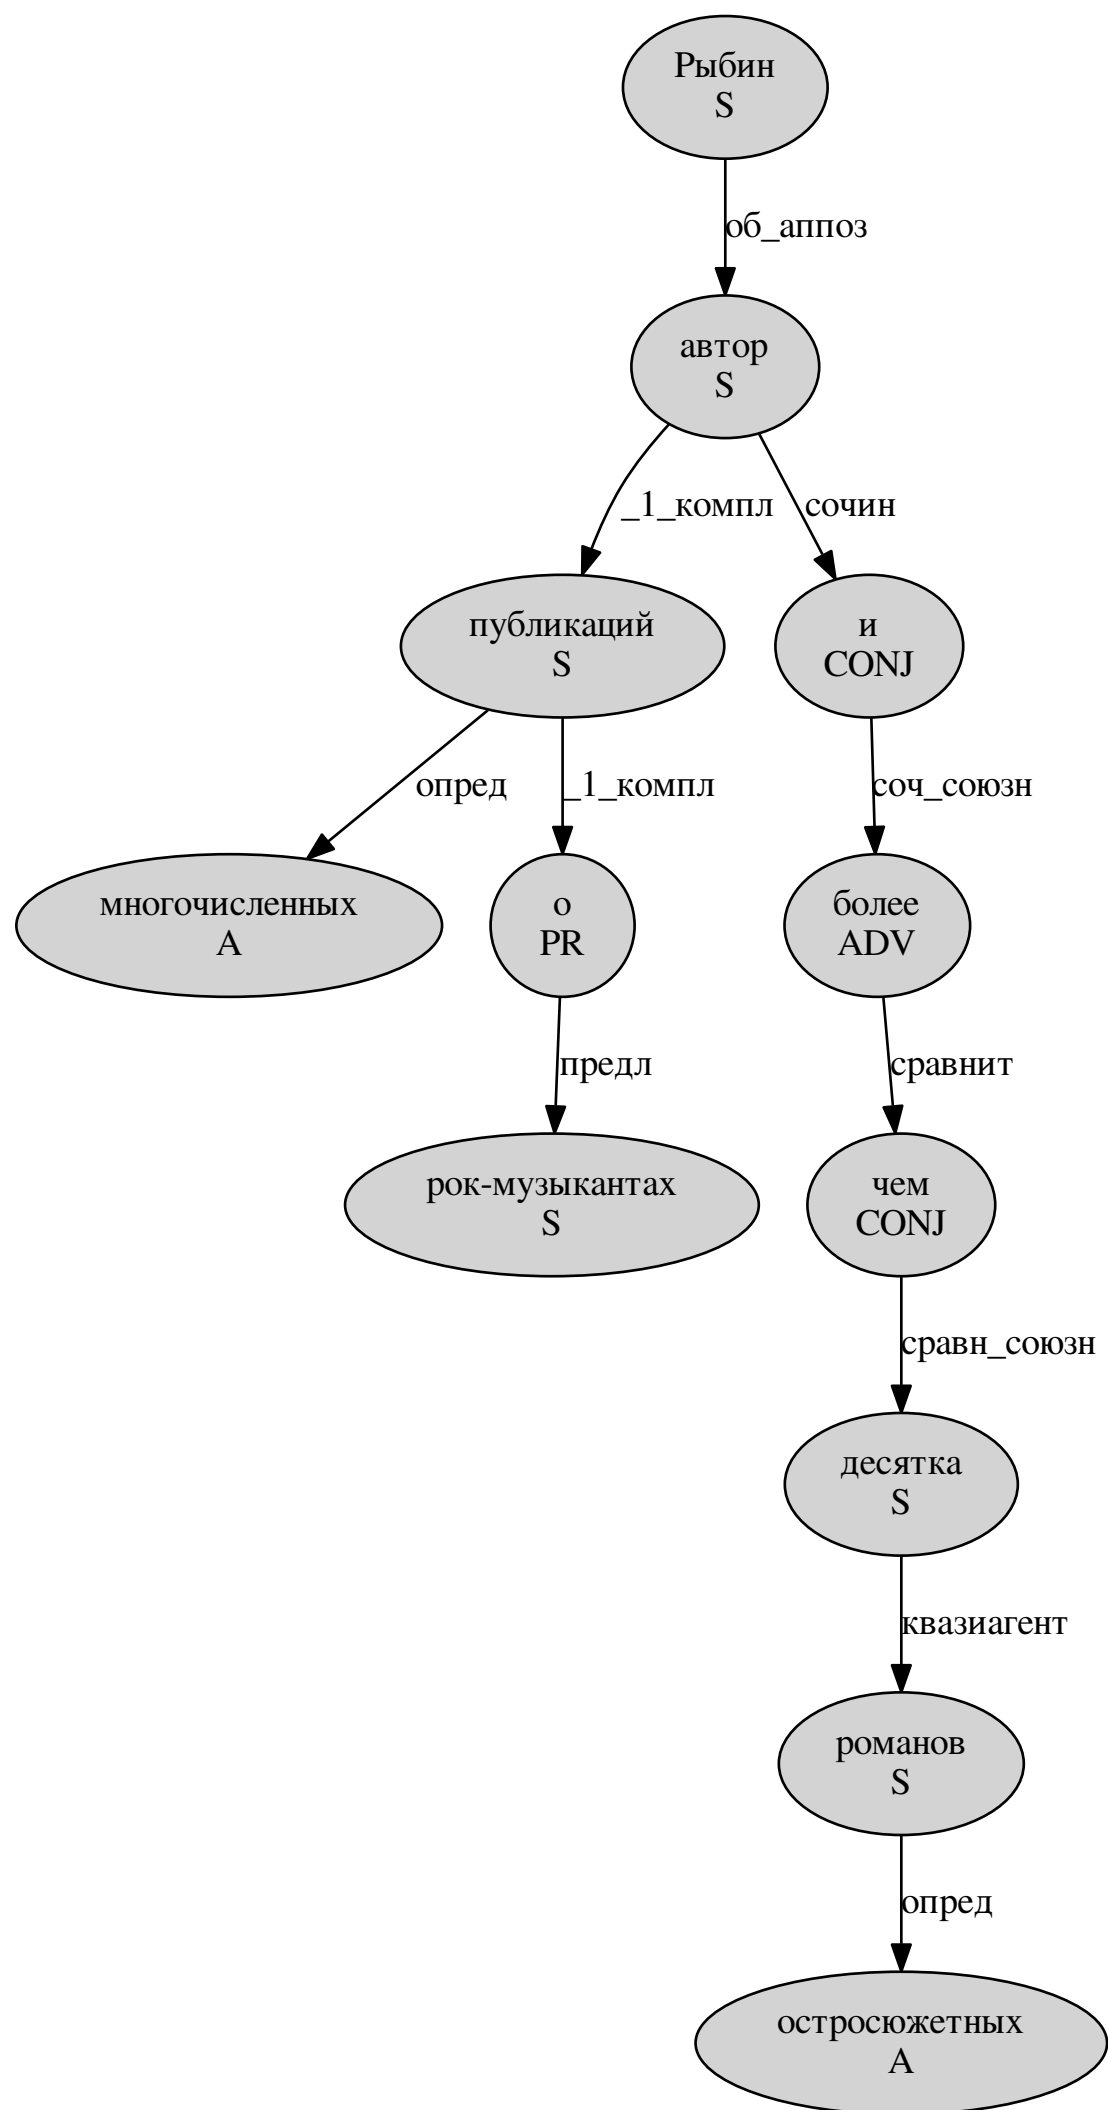 Рыбин
S
об_аппоз
автор
S
_1_компл
сочин
публикаций
S
и
CONJ
опред
_1_компл
соч_союзн
многочисленных
A
о
PR
более
ADV
предл
сравнит
рок-музыкантах
S
чем
CONJ
сравн_союзн
десятка
S
квазиагент
романов
S
опред
остросюжетных
A